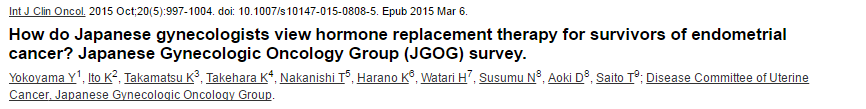 Int J Clin Oncol. 2015 Oct;20(5):997-1004. doi: 10.1007/s10147-015-0808-5. Epub 2015 Mar 6.
How do Japanese gynecologists view hormone replacement therapy for survivors of endometrial
cancer? Japanese Gynecologic Oncology Group (JGOG) survey.
Yokoyama Y1, Ito K2, Takamatsu K3, Takehara K4, Nakanishi T5, Harano K6, Watari H7, Susumu N8, Aoki D8, Saito T9; Disease Committee of Uterine
Cancer, Japanese Gynecologic Oncology Group.